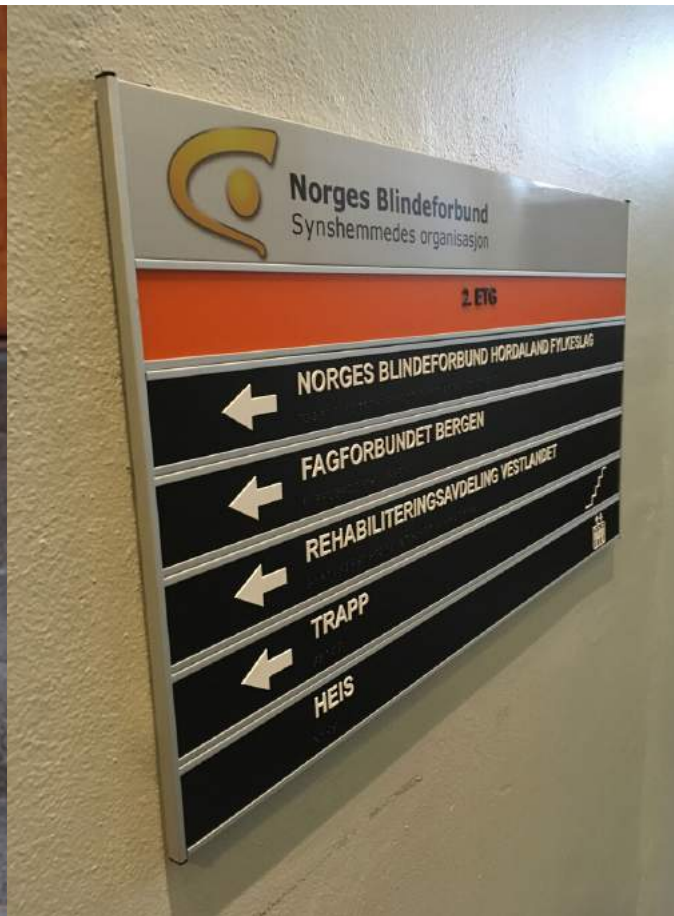 Norges Blindeforbund
Synshemmedes organisasjon
2. ETG
NORGES BLINDEFORBUND HORDALAND FYLKESLAG
FAGFORBUNDET BERGEN
REHABILITERINGSAVDELING VESTLANDET
TRAPP
HEIS